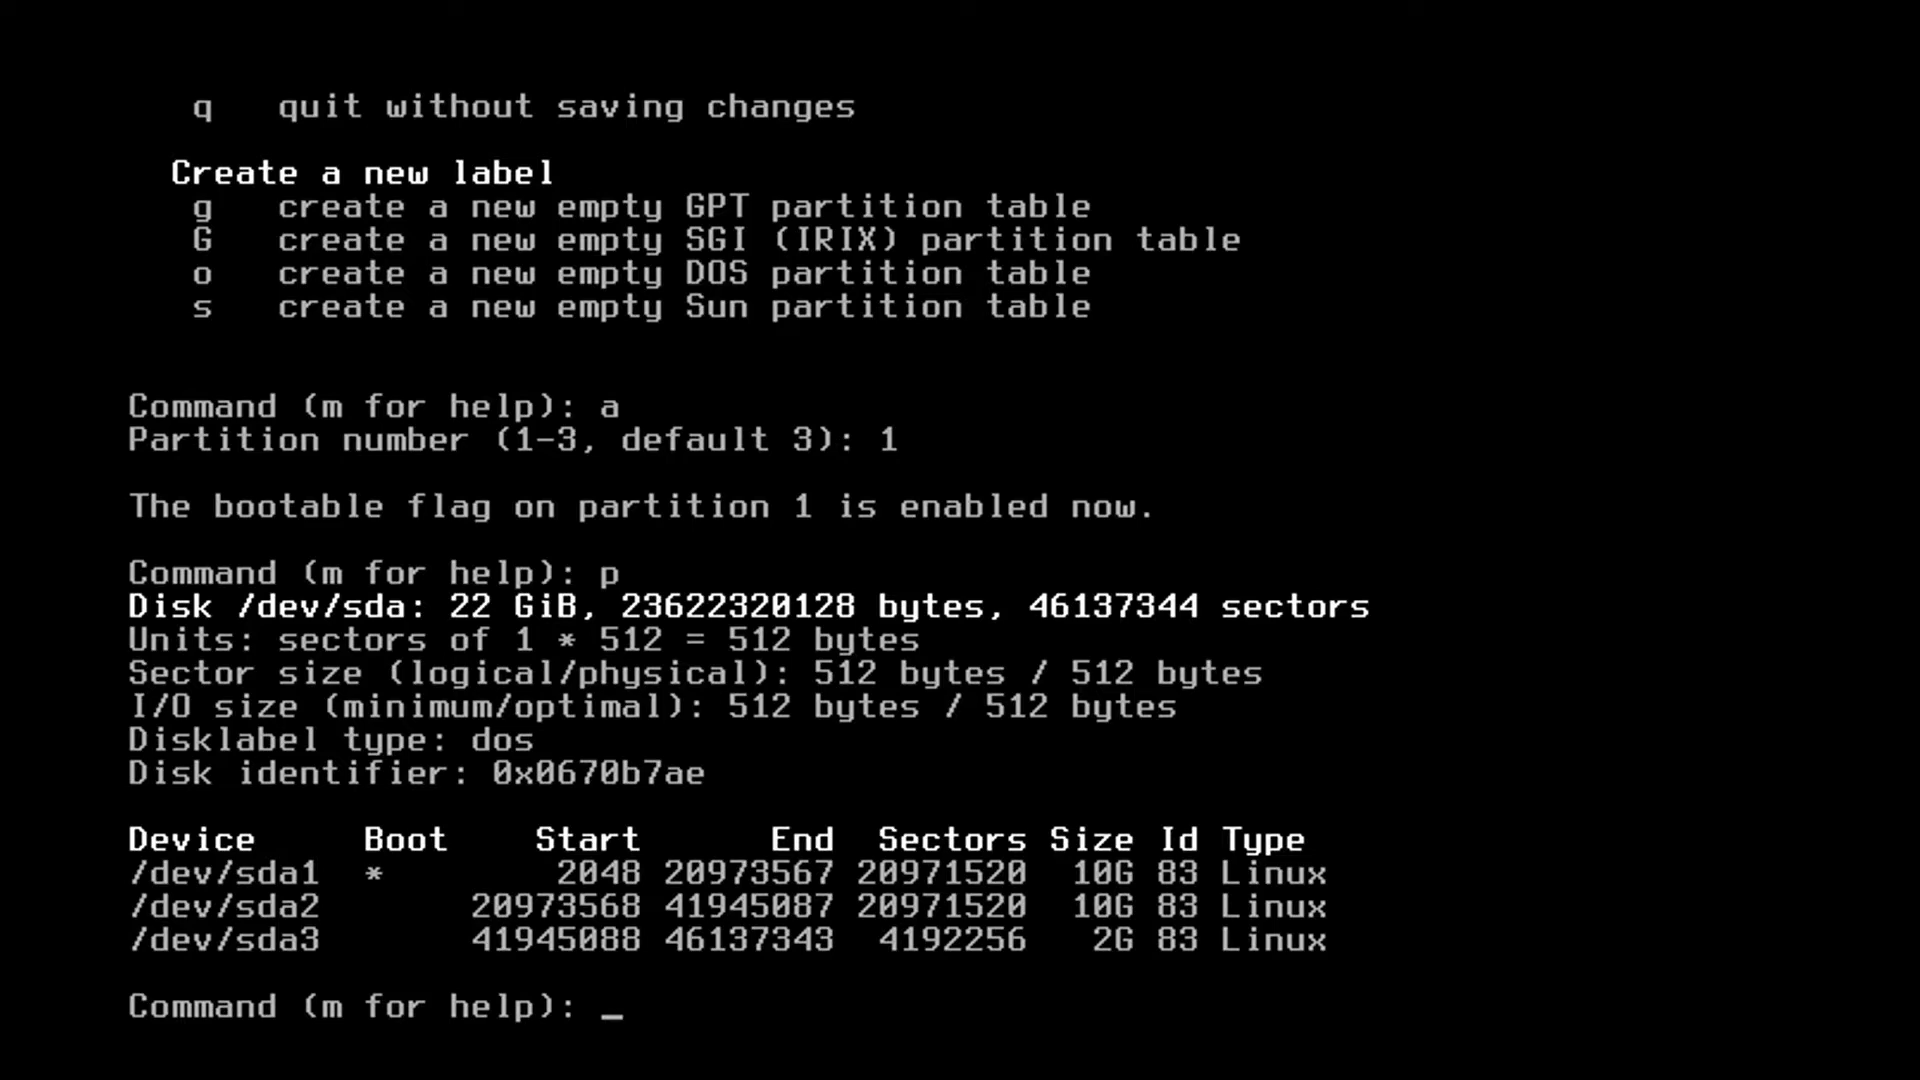 q   quit without saving changes
Create a new label
g   create a new empty GPT partition table
G   create a new empty SGI (IRIX) partition table
o   create a new empty DOS partition table
s   create a new empty Sun partition table
Command (m for help): a
Partition number (1-3, default 3): 1
The bootable flag on partition 1 is enabled now.
Command (m for help): p
Disk /dev/sda: 22 GiB, 23622320128 bytes, 46137344 sectors
Units: sectors of 1 * 512 = 512 bytes
Sector size (logical/physical): 512 bytes / 512 bytes
I/O size (minimum/optimal): 512 bytes / 512 bytes
Disklabel type: dos
Disk identifier: 0x0670b7ae
Device     Boot    Start      End  Sectors Size Id Type
/dev/sda1  *        2048 20973567 20971520  10G 83 Linux
/dev/sda2       20973568 41945087 20971520  10G 83 Linux
/dev/sda3       41945088 46137343  4192256   2G 83 Linux
Command (m for help): _